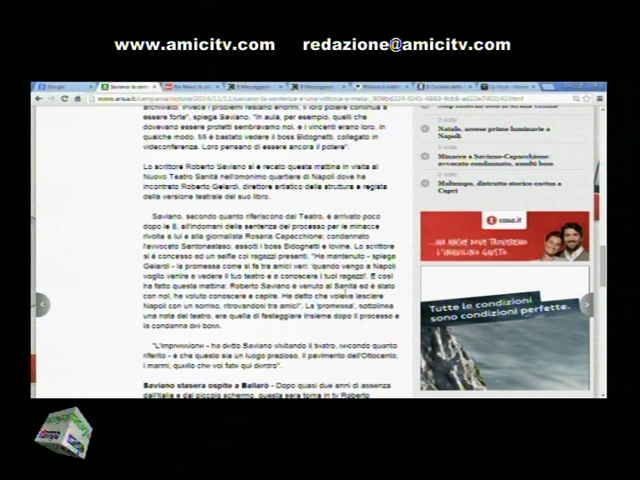 www.amicitv.com redazione@amicitv.com
essere forte", spiega Saviano. "In aula, per esempio, quelli che
dovevano essere protetti sembravamo noi, e i vincenti erano loro. In
qualche modo. Mi è bastato vedere il boss Bidognetti, collegato in
videoconferenza. Loro pensano di essere ancora il potere".
Lo scrittore Roberto Saviano si è recato questa mattina in visita al
Nuovo Teatro Sanità nell'omonimo quartiere di Napoli dove ha
incontrato Roberto Gelardi, direttore artistico della struttura e regista
della versione teatrale del suo libro.
Saviano, secondo quanto riferiscono dal Teatro, è arrivato poco
dopo le 8, all'indomani della sentenza del processo per le minacce
rivolte a lui e alla giornalista Rosaria Capacchione: condannato
l'avvocato Santonastaso, assolti i boss Bidognetti e Iovine. Lo scrittore
si è concesso ad un selfie coi ragazzi presenti. "Ha mantenuto - spiega
Gelardi - la promessa come si fa tra amici veri: 'quando vengo a Napoli
voglio venire a vedere il tuo teatro e a conoscere i tuoi ragazzi'. E così
ha fatto questa mattina: Roberto Saviano è venuto al Sanità ed è stato
con noi, ha voluto conoscere e capire. Ha detto che voleva lasciare
Napoli con un sorriso, ritrovandosi tra amici". La 'promessa', sottolinea
una nota del teatro, era quella di festeggiare insieme dopo il processo e
la condanna dei boss.
"L'impressione - ha detto Saviano visitando il teatro, secondo quanto
riferito - è che questo sia un luogo prezioso, il pavimento dell'Ottocento,
i marmi, quello che voi fate qui dentro".
Saviano stasera ospite a Ballarò - Dopo quasi due anni di assenza
dall'Italia e dal piccolo schermo, questa sera torna in tv Roberto
2 vote
Natale, accese prime luminarie a
Napoli
2 vote
Minacce a Saviano-Capacchione:
avvocato condannato, assolti boss
2 vote
Maltempo, distrutto storico cactus a
Capri
casa.it
...MA ANCHE DOVE TROVEREMO
L'INQUILINO GIUSTO.
Tutte le condizioni
sono condizioni perfette.